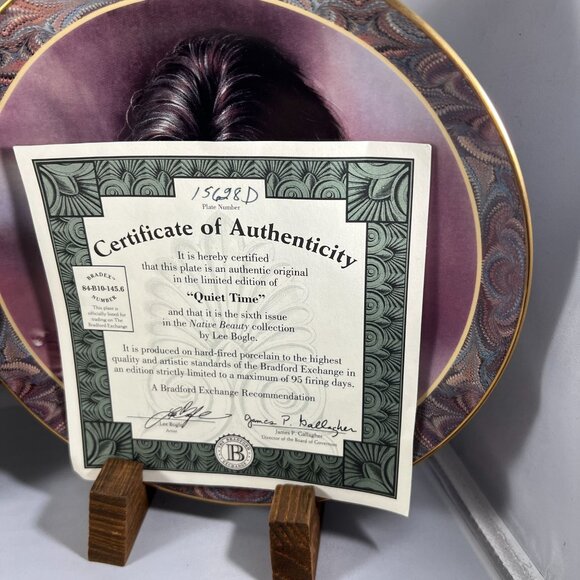 15698D
Plate Number
Certificate of Authenticity
It is hereby certified
that this plate is an authentic original
in the limited edition of
"Quiet Time"
and that it is the sixth issue
in the Native Beauty collection
by Lee Bogle.
BRADEX®
84-B10-145.6
NUMBER
This plate is
officially listed for
trading on The
Bradford Exchange
It is produced on hard-fired porcelain to the highest
quality and artistic standards of the Bradford Exchange in
an edition strictly limited to a maximum of 95 firing days.
A Bradford Exchange Recommendation
Lee Bogle
Artist
James P. Gallagher
James P. Gallagher
Director of the Board of Governors
BRADFORD
B
EXCHANGE